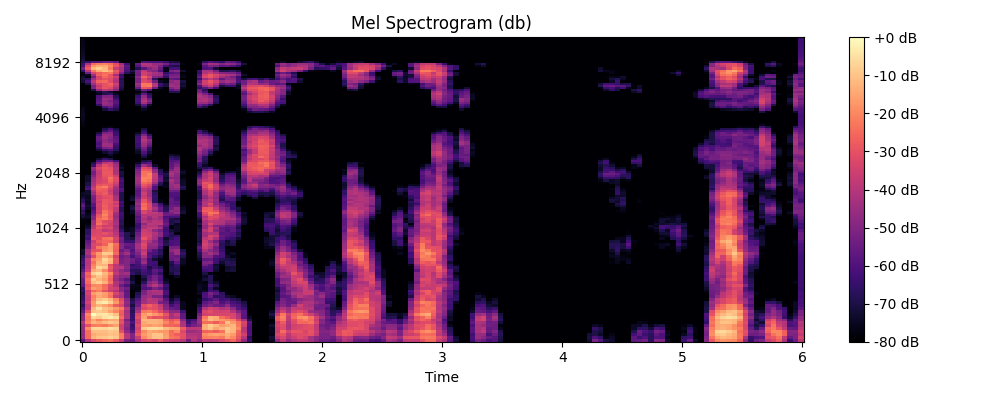 Mel Spectrogram (db)
8192
4096
2048
1024
512
0
Hz
0 1 2 3 4 5 6
Time
+0 dB
-10 dB
-20 dB
-30 dB
-40 dB
-50 dB
-60 dB
-70 dB
-80 dB